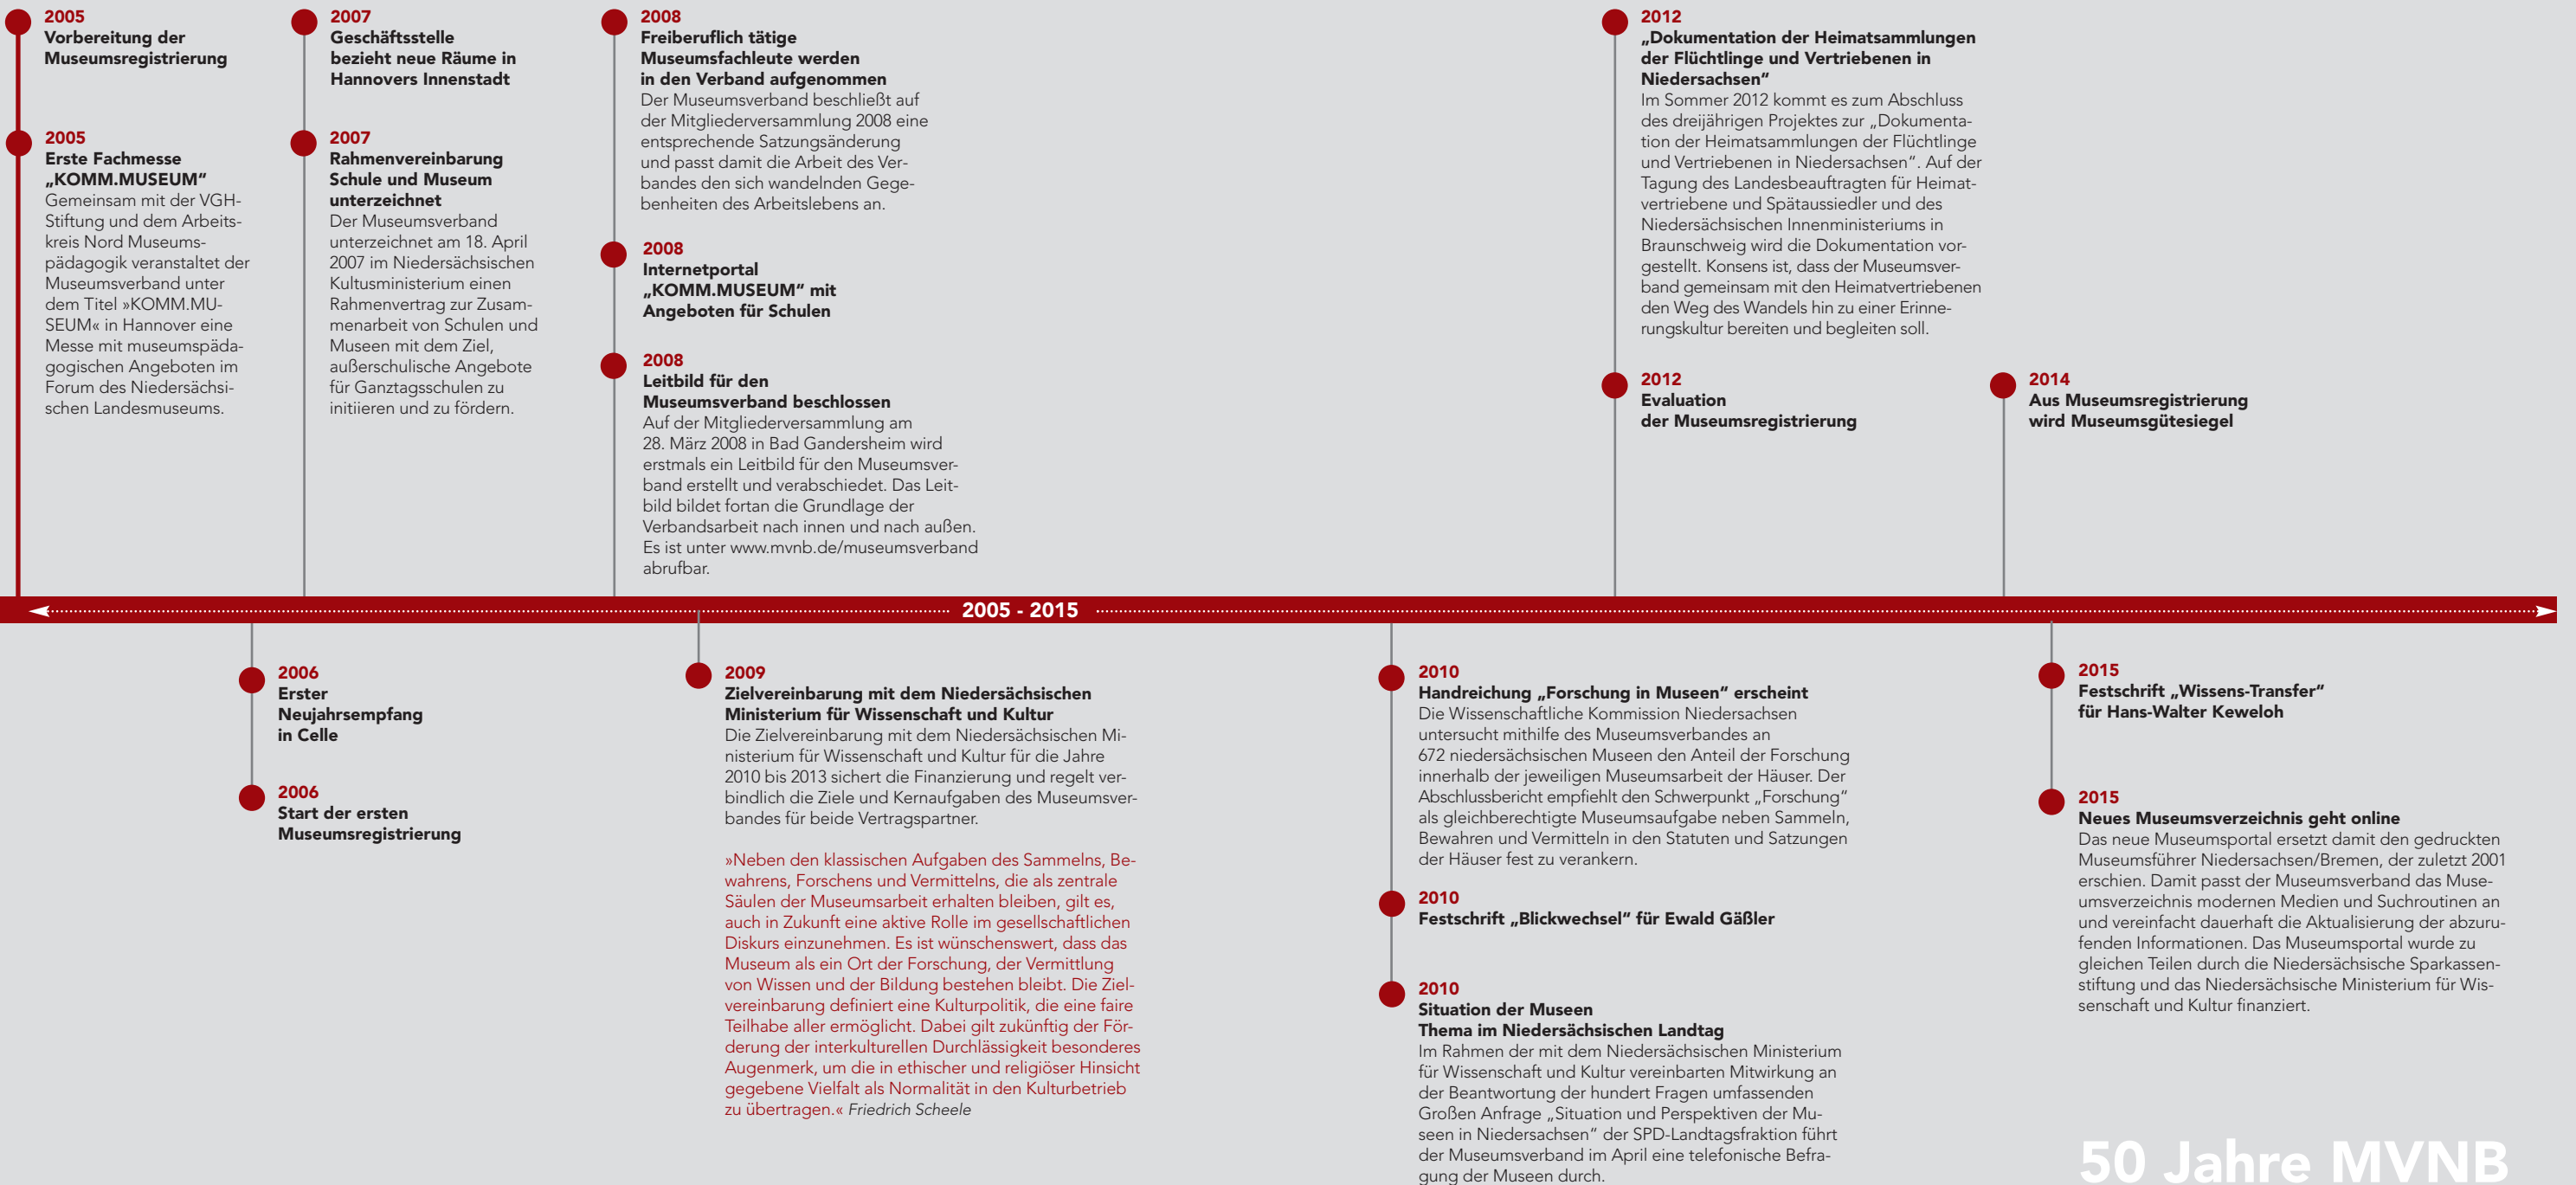 2005
Vorbereitung der
Museumsregistrierung
2005
Erste Fachmesse
„KOMM.MUSEUM“
Gemeinsam mit der VGH-
Stiftung und dem Arbeits-
kreis Nord Museums-
pädagogik veranstaltet der
Museumsverband unter
dem Titel »KOMM.MU-
SEUM« in Hannover eine
Messe mit museumspäda-
gogischen Angeboten im
Forum des Niedersächsi-
schen Landesmuseums.
2007
Geschäftsstelle
bezieht neue Räume in
Hannovers Innenstadt
2007
Rahmenvereinbarung
Schule und Museum
unterzeichnet
Der Museumsverband
unterzeichnet am 18. April
2007 im Niedersächsischen
Kultusministerium einen
Rahmenvertrag zur Zusam-
menarbeit von Schulen und
Museen mit dem Ziel,
außerschulische Angebote
für Ganztagsschulen zu
initiieren und zu fördern.
2008
Freiberuflich tätige
Museumsfachleute werden
in den Verband aufgenommen
Der Museumsverband beschließt auf
der Mitgliederversammlung 2008 eine
entsprechende Satzungsänderung
und passt damit die Arbeit des Ver-
bandes den sich wandelnden Gege-
benheiten des Arbeitslebens an.
2008
Internetportal
„KOMM.MUSEUM“ mit
Angeboten für Schulen
2008
Leitbild für den
Museumsverband beschlossen
Auf der Mitgliederversammlung am
28. März 2008 in Bad Gandersheim wird
erstmals ein Leitbild für den Museumsver-
band erstellt und verabschiedet. Das Leit-
bild bildet fortan die Grundlage der
Verbandsarbeit nach innen und nach außen.
Es ist unter www.mvnb.de/museumsverband
abrufbar.
2012
„Dokumentation der Heimatsammlungen
der Flüchtlinge und Vertriebenen in
Niedersachsen“
Im Sommer 2012 kommt es zum Abschluss
des dreijährigen Projektes zur „Dokumenta-
tion der Heimatsammlungen der Flüchtlinge
und Vertriebenen in Niedersachsen“. Auf der
Tagung des Landesbeauftragten für Heimat-
vertriebene und Spätaussiedler und des
Niedersächsischen Innenministeriums in
Braunschweig wird die Dokumentation vor-
gestellt. Konsens ist, dass der Museumsver-
band gemeinsam mit den Heimatvertriebenen
den Weg des Wandels hin zu einer Erinne-
rungskultur bereiten und begleiten soll.
2012
Evaluation
der Museumsregistrierung
2014
Aus Museumsregistrierung
wird Museumsgütesiegel
2005 - 2015
2006
Erster
Neujahrsempfang
in Celle
2006
Start der ersten
Museumsregistrierung
2009
Zielvereinbarung mit dem Niedersächsischen
Ministerium für Wissenschaft und Kultur
Die Zielvereinbarung mit dem Niedersächsischen Mi-
nisterium für Wissenschaft und Kultur für die Jahre
2010 bis 2013 sichert die Finanzierung und regelt ver-
bindlich die Ziele und Kernaufgaben des Museumsver-
bandes für beide Vertragspartner.
»Neben den klassischen Aufgaben des Sammelns, Be-
wahrens, Forschens und Vermittelns, die als zentrale
Säulen der Museumsarbeit erhalten bleiben, gilt es,
auch in Zukunft eine aktive Rolle im gesellschaftlichen
Diskurs einzunehmen. Es ist wünschenswert, dass das
Museum als ein Ort der Forschung, der Vermittlung
von Wissen und der Bildung bestehen bleibt. Die Ziel-
vereinbarung definiert eine Kulturpolitik, die eine faire
Teilhabe aller ermöglicht. Dabei gilt zukünftig der För-
derung der interkulturellen Durchlässigkeit besonderes
Augenmerk, um die in ethischer und religiöser Hinsicht
gegebene Vielfalt als Normalität in den Kulturbetrieb
zu übertragen.« Friedrich Scheele
2010
Handreichung „Forschung in Museen“ erscheint
Die Wissenschaftliche Kommission Niedersachsen
untersucht mithilfe des Museumsverbandes an
672 niedersächsischen Museen den Anteil der Forschung
innerhalb der jeweiligen Museumsarbeit der Häuser. Der
Abschlussbericht empfiehlt den Schwerpunkt „Forschung“
als gleichberechtigte Museumsaufgabe neben Sammeln,
Bewahren und Vermitteln in den Statuten und Satzungen
der Häuser fest zu verankern.
2010
Festschrift „Blickwechsel“ für Ewald Gäßler
2010
Situation der Museen
Thema im Niedersächsischen Landtag
Im Rahmen der mit dem Niedersächsischen Ministerium
für Wissenschaft und Kultur vereinbarten Mitwirkung an
der Beantwortung der hundert Fragen umfassenden
Großen Anfrage „Situation und Perspektiven der Mu-
seen in Niedersachsen“ der SPD-Landtagsfraktion führt
der Museumsverband im April eine telefonische Befra-
gung der Museen durch.
2015
Festschrift „Wissens-Transfer“
für Hans-Walter Keweloh
2015
Neues Museumsverzeichnis geht online
Das neue Museumsportal ersetzt damit den gedruckten
Museumsführer Niedersachsen/Bremen, der zuletzt 2001
erschien. Damit passt der Museumsverband das Muse-
umsverzeichnis modernen Medien und Suchroutinen an
und vereinfacht dauerhaft die Aktualisierung der abzuru-
fenden Informationen. Das Museumsportal wurde zu
gleichen Teilen durch die Niedersächsische Sparkassen-
stiftung und das Niedersächsische Ministerium für Wis-
senschaft und Kultur finanziert.
50 Jahre MVNB